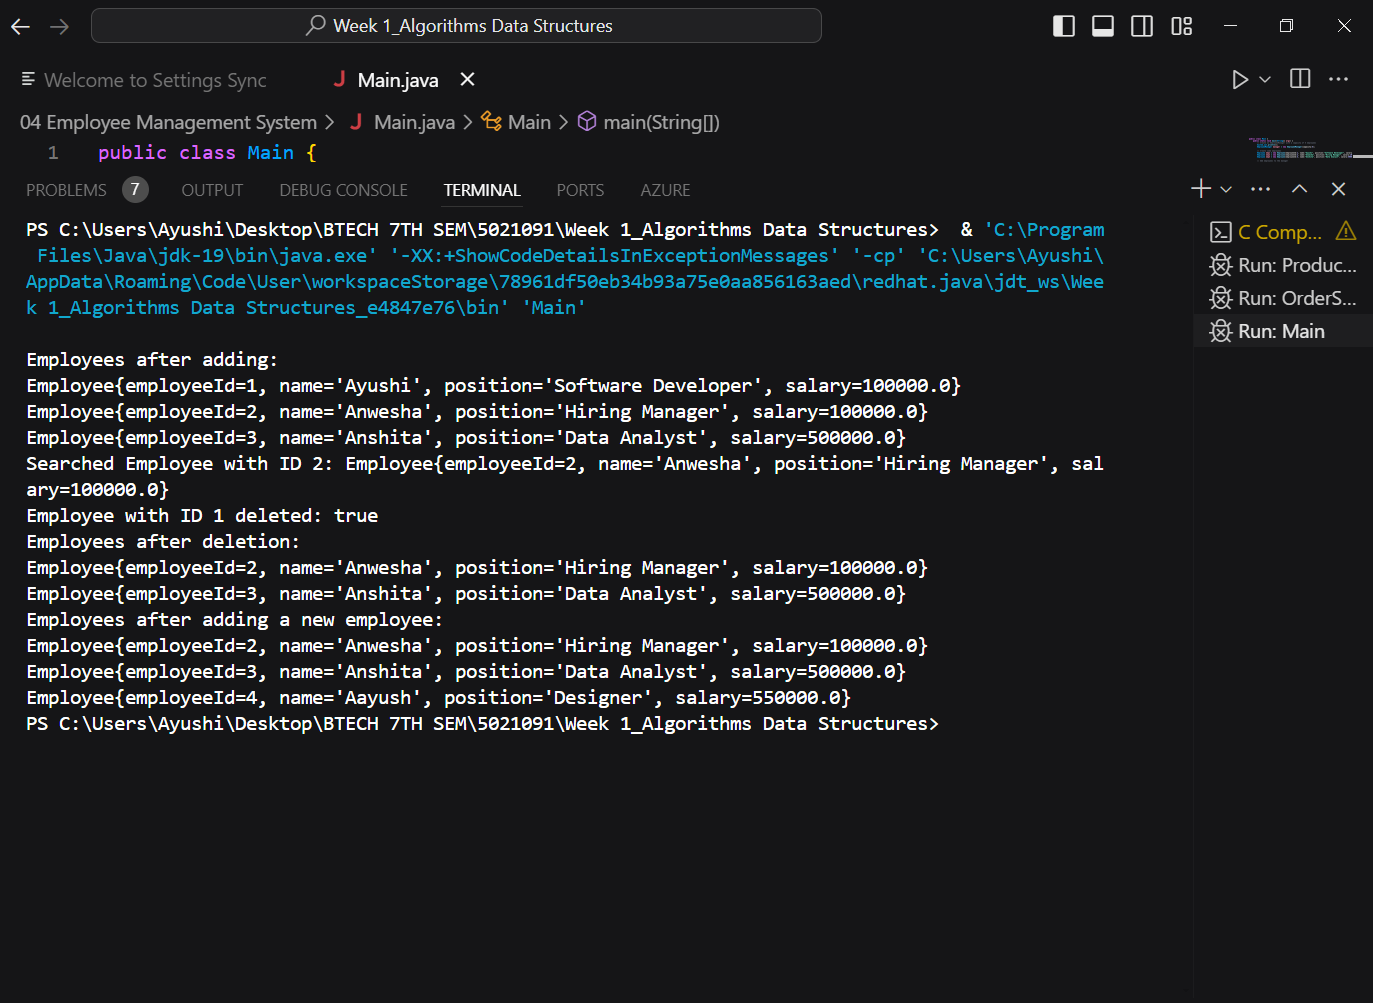 Week 1_Algorithms Data Structures
Welcome to Settings Sync
Main.java
04 Employee Management System > Main.java > Main > main(String[])
1 public class Main {
PROBLEMS 7 OUTPUT DEBUG CONSOLE TERMINAL PORTS AZURE
PS C:\Users\Ayushi\Desktop\BTECH 7TH SEM\5021091\Week 1_Algorithms Data Structures>  & 'C:\Program
 Files\Java\jdk-19\bin\java.exe' '-XX:+ShowCodeDetailsInExceptionMessages' '-cp' 'C:\Users\Ayushi\
AppData\Roaming\Code\User\workspaceStorage\78961df50eb34b93a75e0aa856163aed\redhat.java\jdt_ws\Wee
k 1_Algorithms Data Structures_e4847e76\bin' 'Main'
Employees after adding:
Employee{employeeId=1, name='Ayushi', position='Software Developer', salary=100000.0}
Employee{employeeId=2, name='Anwesha', position='Hiring Manager', salary=100000.0}
Employee{employeeId=3, name='Anshita', position='Data Analyst', salary=500000.0}
Searched Employee with ID 2: Employee{employeeId=2, name='Anwesha', position='Hiring Manager', sal
ary=100000.0}
Employee with ID 1 deleted: true
Employees after deletion:
Employee{employeeId=2, name='Anwesha', position='Hiring Manager', salary=100000.0}
Employee{employeeId=3, name='Anshita', position='Data Analyst', salary=500000.0}
Employees after adding a new employee:
Employee{employeeId=2, name='Anwesha', position='Hiring Manager', salary=100000.0}
Employee{employeeId=3, name='Anshita', position='Data Analyst', salary=500000.0}
Employee{employeeId=4, name='Aayush', position='Designer', salary=550000.0}
PS C:\Users\Ayushi\Desktop\BTECH 7TH SEM\5021091\Week 1_Algorithms Data Structures>
C Comp...
Run: Produc...
Run: OrderS...
Run: Main